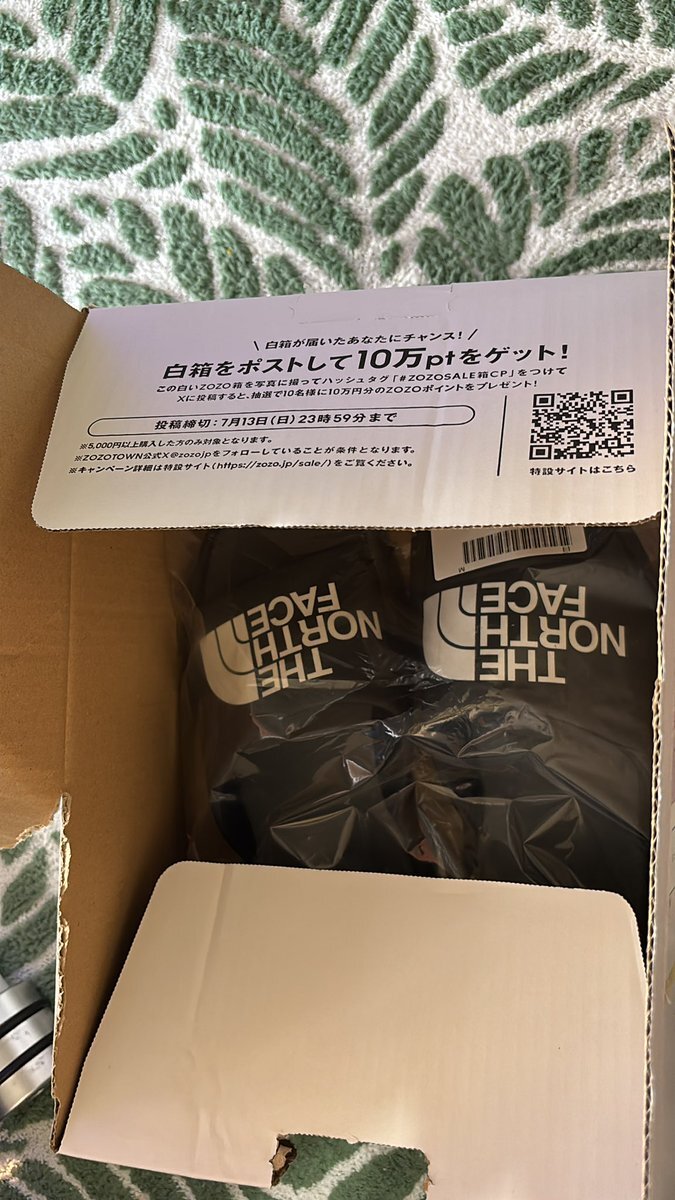 \ 白箱が届いたあなたにチャンス! /
白箱をポストして10万ptをゲット!
この白いZOZO箱を写真に撮ってハッシュタグ「#ZOZOSALE箱CP」をつけて
Xに投稿すると、抽選で10名様に10万円分のZOZOポイントをプレゼント!
投稿締切:7月13日(日)23時59分まで
※5,000円以上購入した方のみ対象となります。
※ZOZOTOWN公式X@zozojpをフォローしていることが条件となります。
※キャンペーン詳細は特設サイト(https://zozo.jp/sale/)をご覧ください。
特設サイトはこちら
M
THE
NORTH
FACE
THE
NORTH
FACE